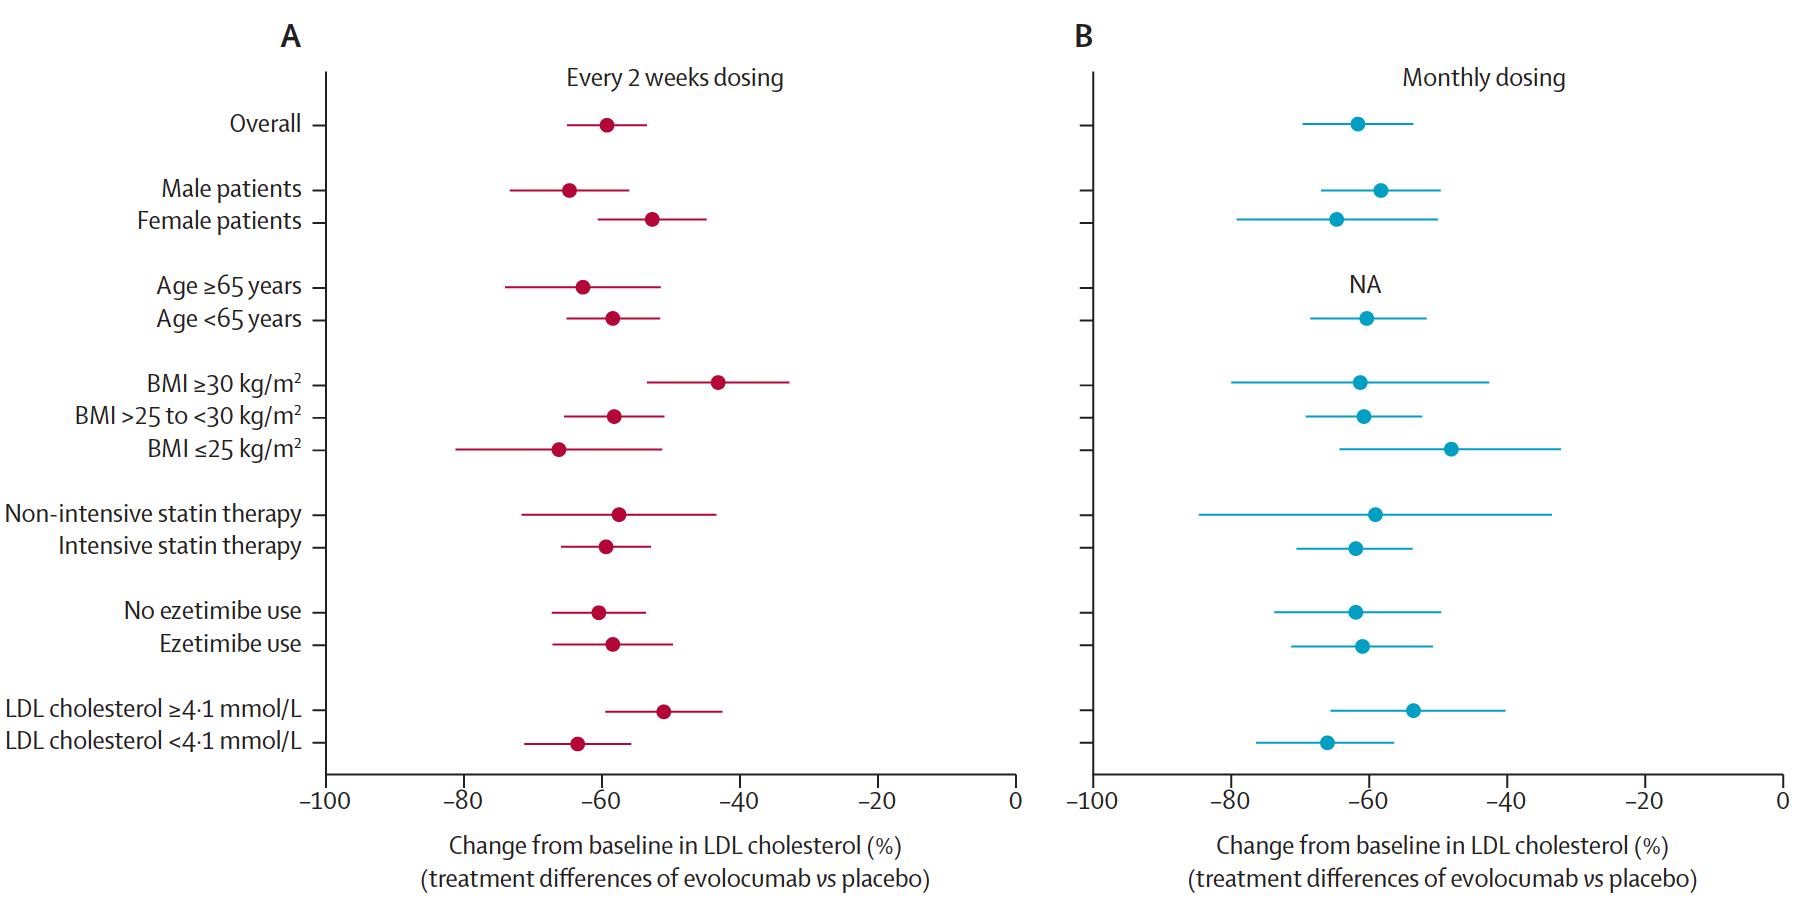 A
Every 2 weeks dosing
Overall
Male patients
Female patients
Age ≥65 years
Age <65 years
BMI ≥30 kg/m²
BMI >25 to <30 kg/m²
BMI ≤25 kg/m²
Non-intensive statin therapy
Intensive statin therapy
No ezetimibe use
Ezetimibe use
LDL cholesterol ≥4·1 mmol/L
LDL cholesterol <4·1 mmol/L
–100 –80 –60 –40 –20 0
Change from baseline in LDL cholesterol (%)
(treatment differences of evolocumab vs placebo)
B
Monthly dosing
NA
–100 –80 –60 –40 –20 0
Change from baseline in LDL cholesterol (%)
(treatment differences of evolocumab vs placebo)